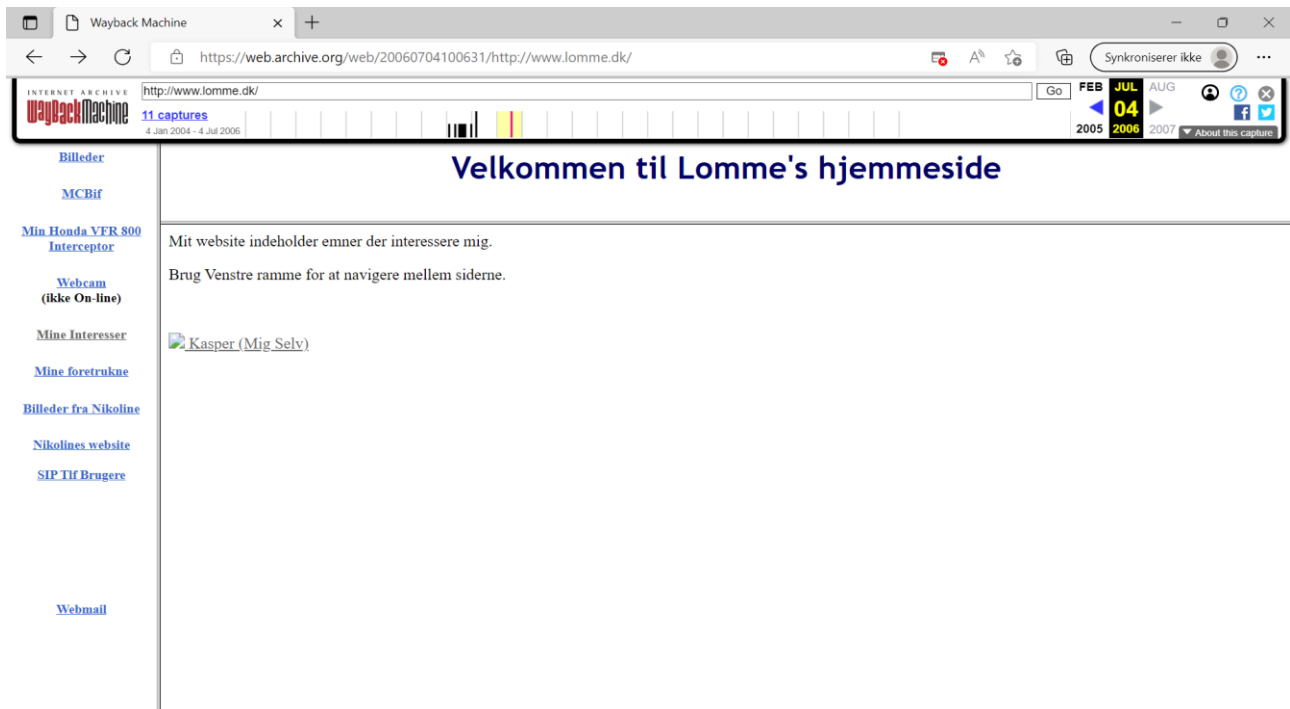 Wayback Machine
https://web.archive.org/web/20060704100631/http://www.lomme.dk/
Synkroniserer ikke
INTERNET ARCHIVE
WayBackMachine
http://www.lomme.dk/
Go
FEB JUL AUG
11 captures
04
4 Jan 2004 - 4 Jul 2006
2005 2006 2007
About this capture
Billeder
MCBif
Min Honda VFR 800
Interceptor
Webcam
(ikke On-line)
Mine Interesser
Mine foretrukne
Billeder fra Nikoline
Nikolines website
SIP Tlf Brugere
Webmail
Velkommen til Lomme's hjemmeside
Mit website indeholder emner der interessere mig.
Brug Venstre ramme for at navigere mellem siderne.
Kasper (Mig Selv)